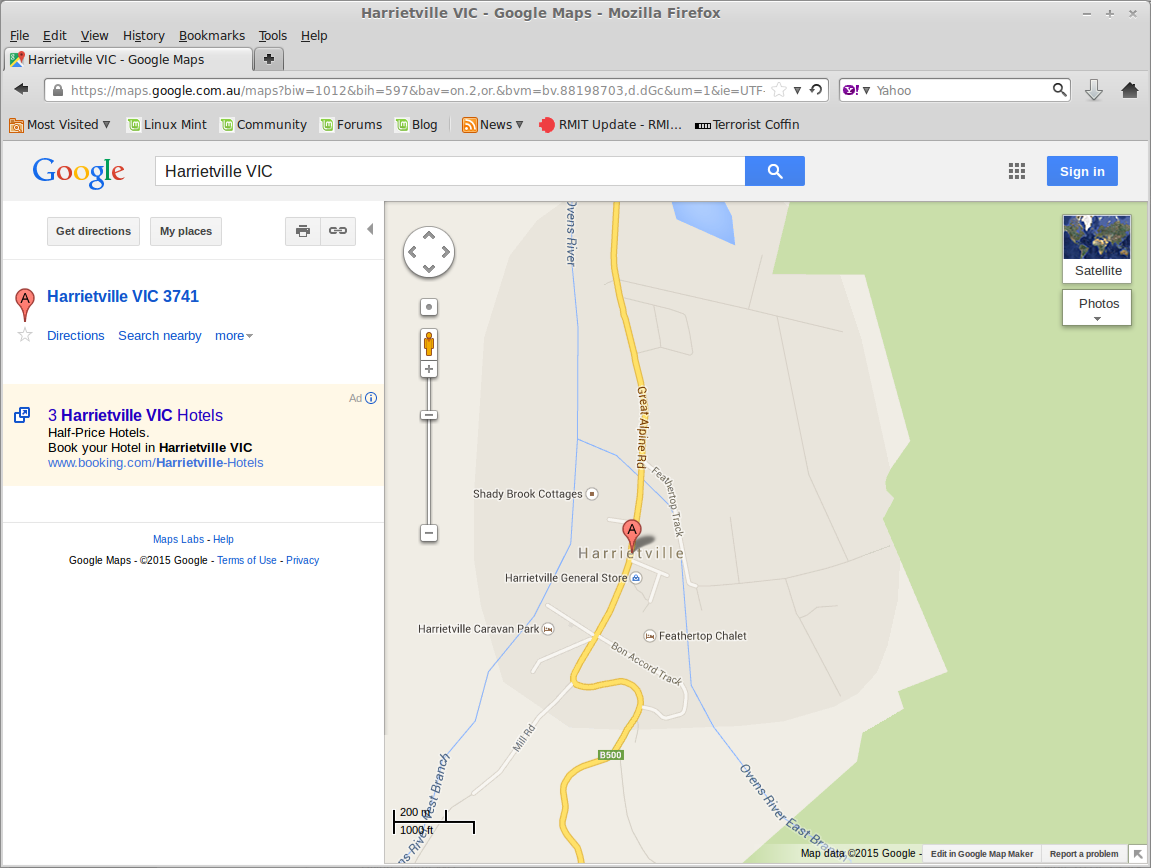 Harrietville VIC - Google Maps - Mozilla Firefox
File Edit View History Bookmarks Tools Help
Harrietville VIC - Google Maps
https://maps.google.com.au/maps?biw=1012&bih=597&bav=on.2,or.&bvm=bv.88198703,d.dGc&um=1&ie=UTF-
Yahoo
Most Visited Linux Mint Community Forums Blog News RMIT Update - RMI... Terrorist Coffin
Google Harrietville VIC Sign in
Get directions My places
A Harrietville VIC 3741
Directions Search nearby more
Ad
3 Harrietville VIC Hotels
Half-Price Hotels.
Book your Hotel in Harrietville VIC
www.booking.com/Harrietville-Hotels
Maps Labs - Help
Google Maps - ©2015 Google - Terms of Use - Privacy
Ovens River
Satellite
Photos
Great Alpine Rd
Feathertop Track
Shady Brook Cottages
A
Harrietville
Harrietville General Store
Harrietville Caravan Park
Feathertop Chalet
Bon Accord Track
Mill Rd
B500
Ovens River West Branch
Ovens River East Branch
200 m
1000 ft
Map data ©2015 Google - Edit in Google Map Maker Report a problem